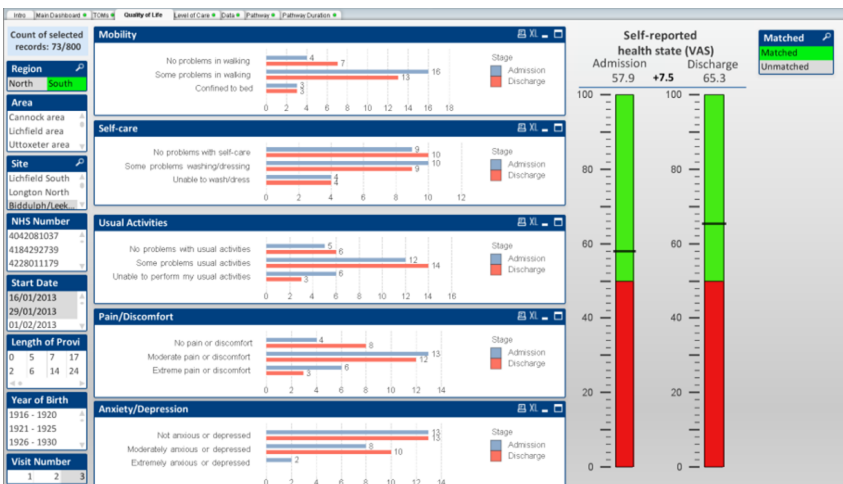 Intro Main Dashboard TOMs Quality of Life Level of Care Data Pathway Pathway Duration
Count of selected
records: 73/800
Region
North South
Area
Cannock area
Lichfield area
Uttoxeter area
Site
Lichfield South
Longton North
Biddulph/Leek...
NHS Number
4042081037
4184292739
4228011179
Start Date
16/01/2013
29/01/2013
01/02/2013
Length of Provi
0 5 7 17
2 6 14 24
Year of Birth
1916 - 1920
1921 - 1925
1926 - 1930
Visit Number
1 2 3
Mobility XL
No problems in walking 4 7
Some problems in walking 16 13
Confined to bed 3 3
0 2 4 6 8 10 12 14 16 18
Stage
Admission
Discharge
Self-care XL
No problems with self-care 9 10
Some problems washing/dressing 10 9
Unable to wash/dress 4 4
0 2 4 6 8 10 12
Stage
Admission
Discharge
Usual Activities XL
No problems with usual activities 5 6
Some problems usual activities 12 14
Unable to perform my usual activities 6 3
0 2 4 6 8 10 12 14 16
Stage
Admission
Discharge
Pain/Discomfort XL
No pain or discomfort 4 8
Moderate pain or discomfort 13 12
Extreme pain or discomfort 6 3
0 2 4 6 8 10 12 14
Stage
Admission
Discharge
Anxiety/Depression XL
Not anxious or depressed 13 13
Moderately anxious or depressed 8 10
Extremely anxious or depressed 2
0 2 4 6 8 10 12 14
Stage
Admission
Discharge
Self-reported
health state (VAS)
Admission Discharge
57.9 +7.5 65.3
100 100
80 80
60 60
40 40
20 20
0 0
Matched
Matched
Unmatched